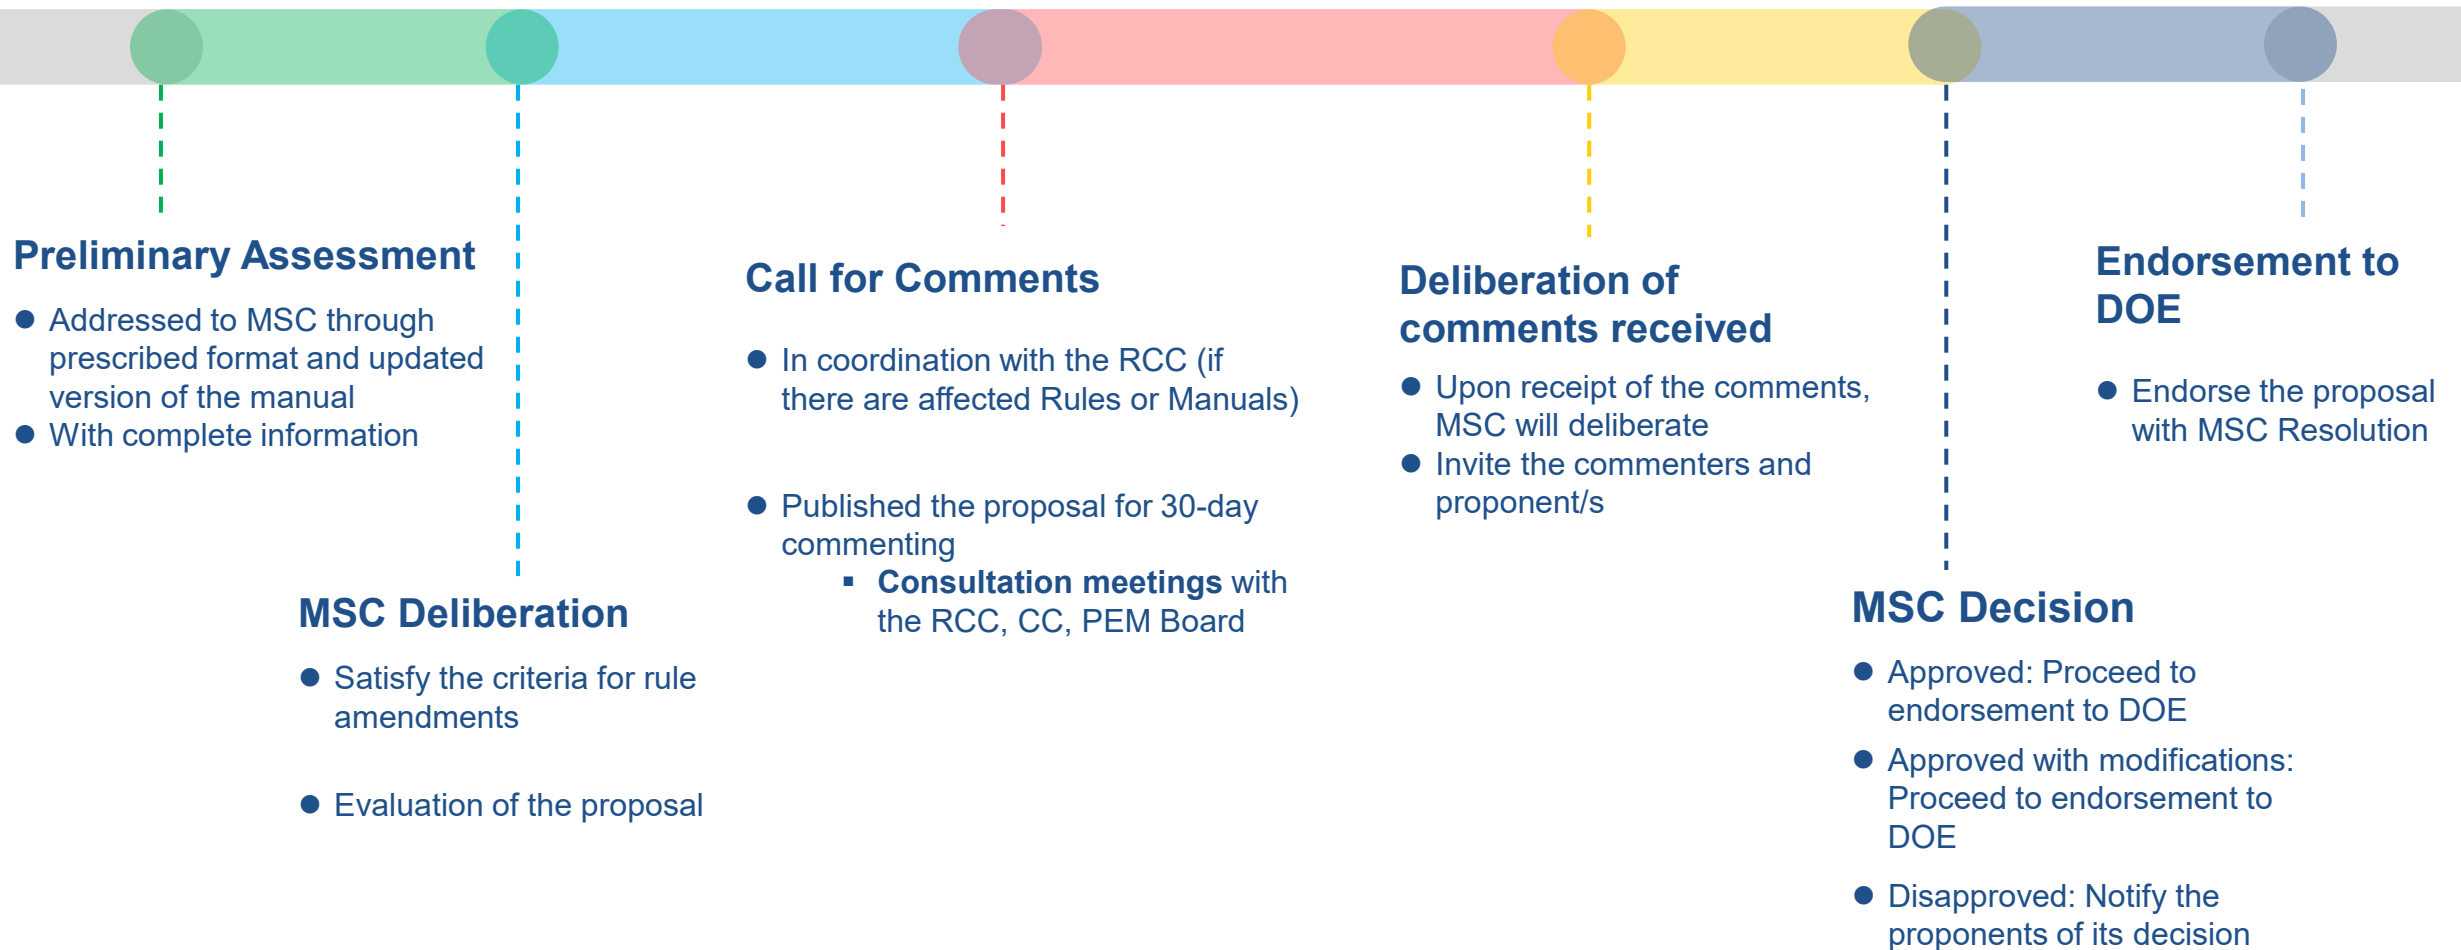 Preliminary Assessment
● Addressed to MSC through
prescribed format and updated
version of the manual
● With complete information
MSC Deliberation
● Satisfy the criteria for rule
amendments
● Evaluation of the proposal
Call for Comments
● In coordination with the RCC (if
there are affected Rules or Manuals)
● Published the proposal for 30-day
commenting
▪ Consultation meetings with
the RCC, CC, PEM Board
Deliberation of
comments received
● Upon receipt of the comments,
MSC will deliberate
● Invite the commenters and
proponent/s
MSC Decision
● Approved: Proceed to
endorsement to DOE
● Approved with modifications:
Proceed to endorsement to
DOE
● Disapproved: Notify the
proponents of its decision
Endorsement to
DOE
● Endorse the proposal
with MSC Resolution